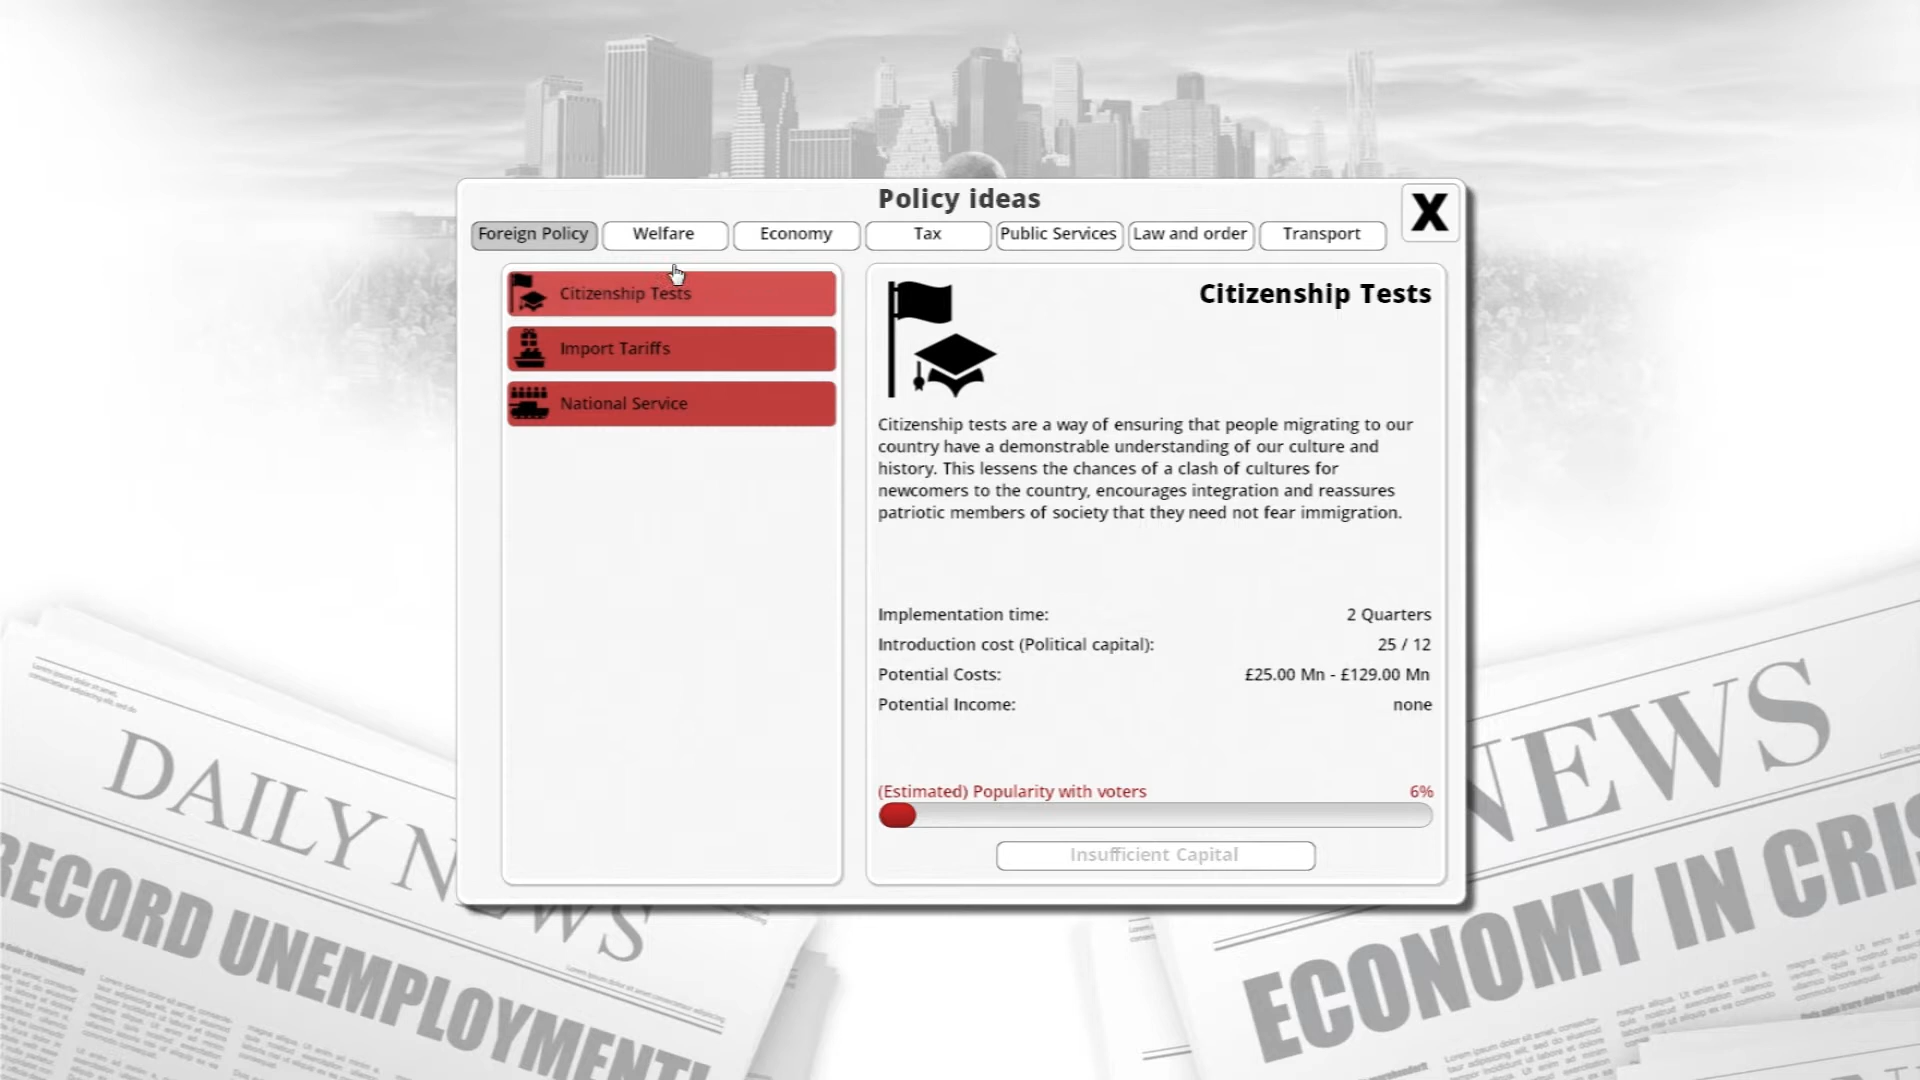 Policy ideas
X
Foreign Policy
Welfare
Economy
Tax
Public Services
Law and order
Transport
Citizenship Tests
Import Tariffs
National Service
Citizenship Tests
Citizenship tests are a way of ensuring that people migrating to our
country have a demonstrable understanding of our culture and
history. This lessens the chances of a clash of cultures for
newcomers to the country, encourages integration and reassures
patriotic members of society that they need not fear immigration.
Implementation time: 2 Quarters
Introduction cost (Political capital): 25 / 12
Potential Costs: £25.00 Mn - £129.00 Mn
Potential Income: none
(Estimated) Popularity with voters 6%
Insufficient Capital
DAILY NEWS
RECORD UNEMPLOYMENT!
NEWS
ECONOMY IN CRIS